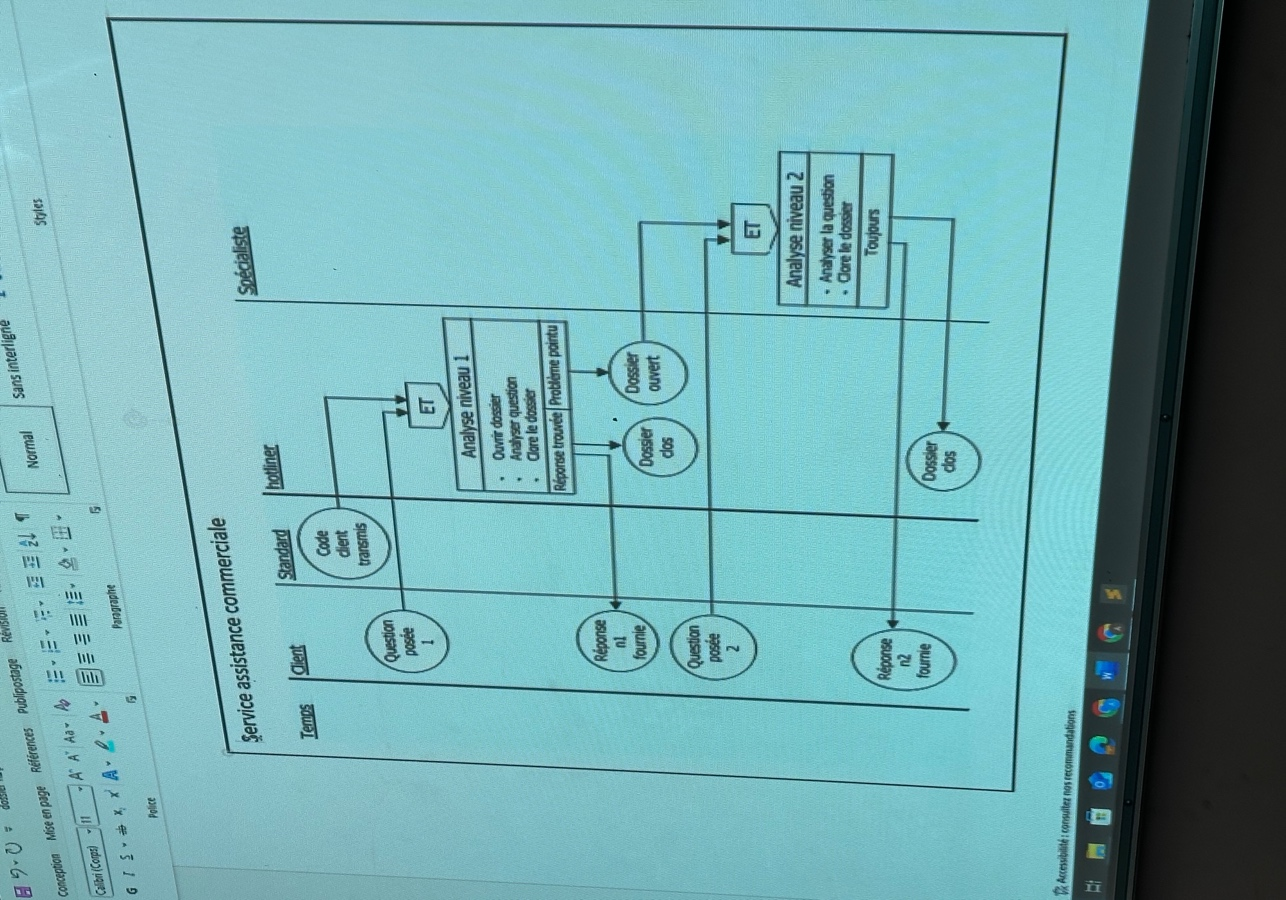 Révision
Publipostage
Références
Mise en page
Conception
Calibri (Corps)
11
A^ A˅ Aa
G I S ab x, x' A A
Police
Paragraphe
Normal
Sans interligne
Styles
Service assistance commerciale
Temps
Client
Standard
hotliner
Spécialiste
Code
client
transmis
Question
posée
1
ET
Analyse niveau 1
• Ouvrir dossier
• Analyser question
• Clore le dossier
Réponse trouvée
Problème pointu
Réponse
n1
fournie
Dossier
clos
Dossier
ouvert
Question
posée
2
ET
Analyse niveau 2
• Analyser la question
• Clore le dossier
Toujours
Réponse
n2
fournie
Dossier
clos
Accessibilité : consultez nos recommandations